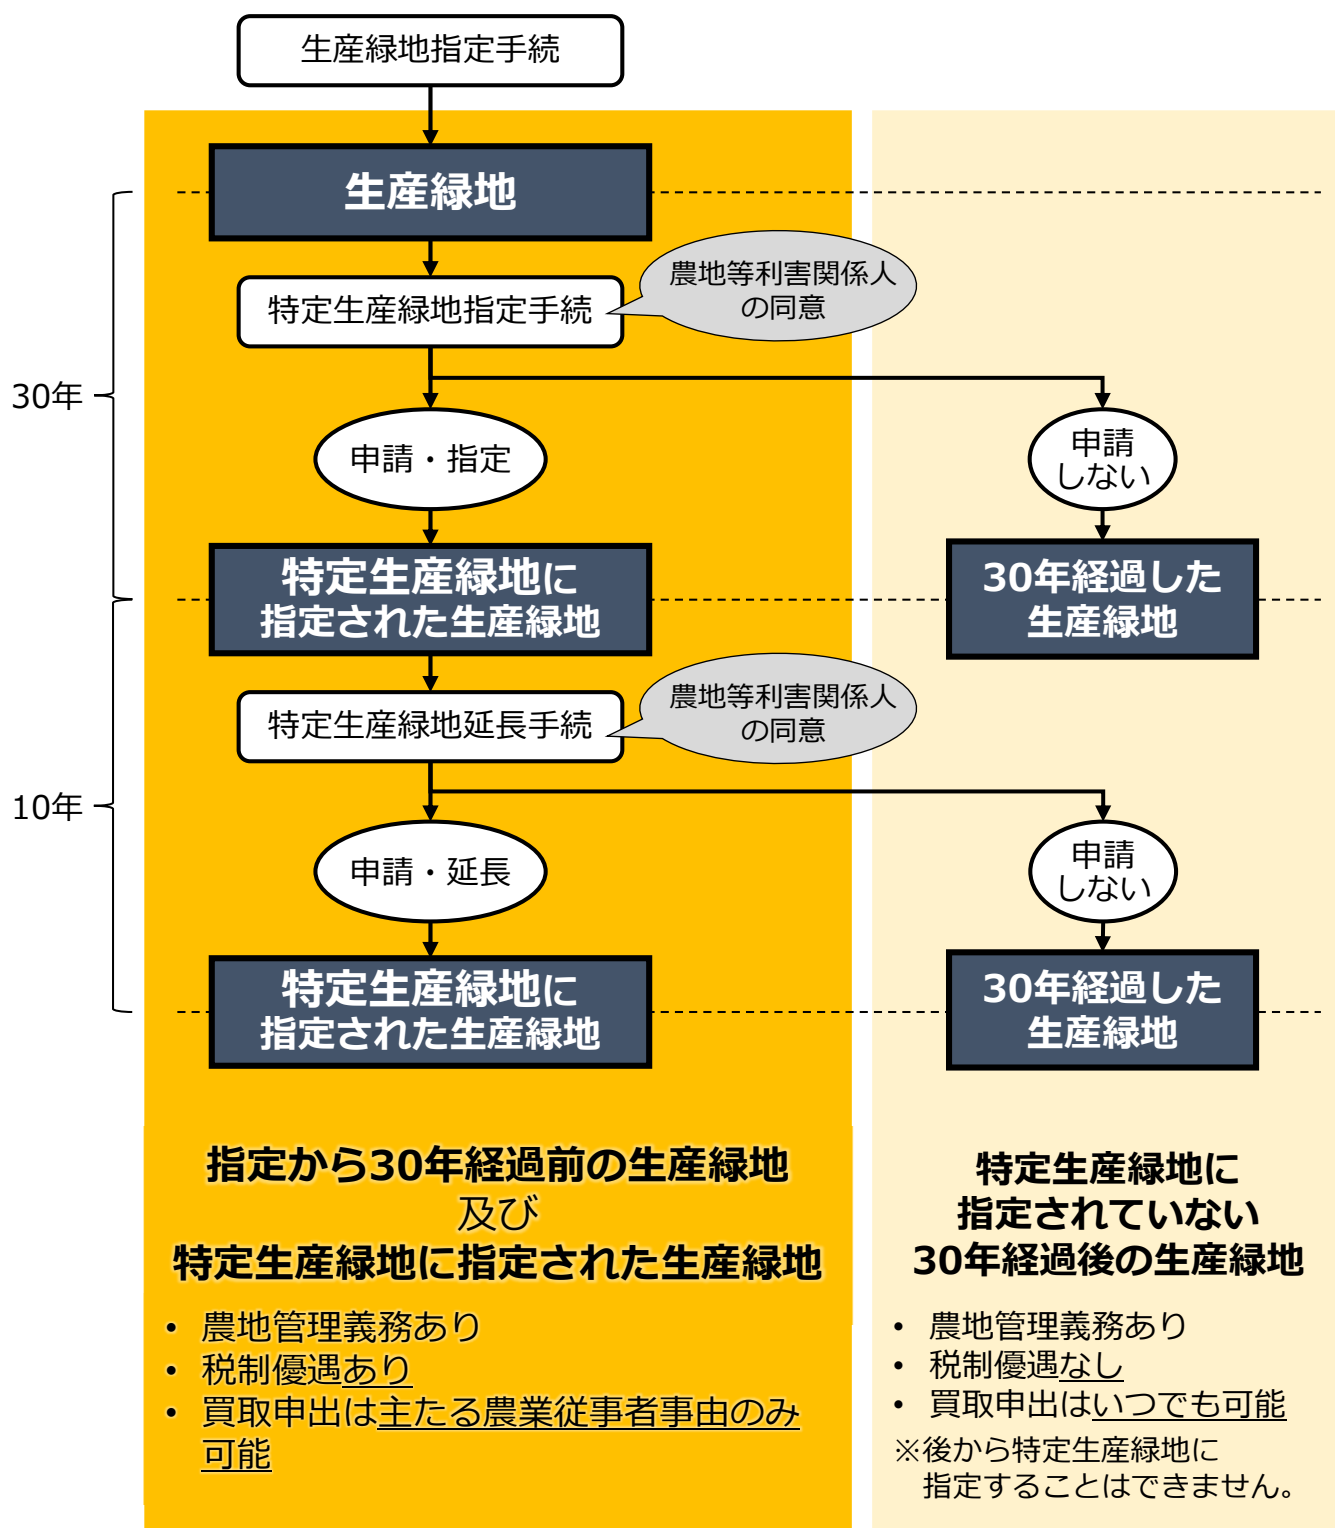 生産緑地指定手続
生産緑地
農地等利害関係人
の同意
特定生産緑地指定手続
30年
申請・指定
申請
しない
特定生産緑地に
指定された生産緑地
30年経過した
生産緑地
農地等利害関係人
の同意
特定生産緑地延長手続
10年
申請・延長
申請
しない
特定生産緑地に
指定された生産緑地
30年経過した
生産緑地
指定から30年経過前の生産緑地
及び
特定生産緑地に指定された生産緑地
• 農地管理義務あり
• 税制優遇あり
• 買取申出は主たる農業従事者事由のみ
可能
特定生産緑地に
指定されていない
30年経過後の生産緑地
• 農地管理義務あり
• 税制優遇なし
• 買取申出はいつでも可能
※後から特定生産緑地に
指定することはできません。